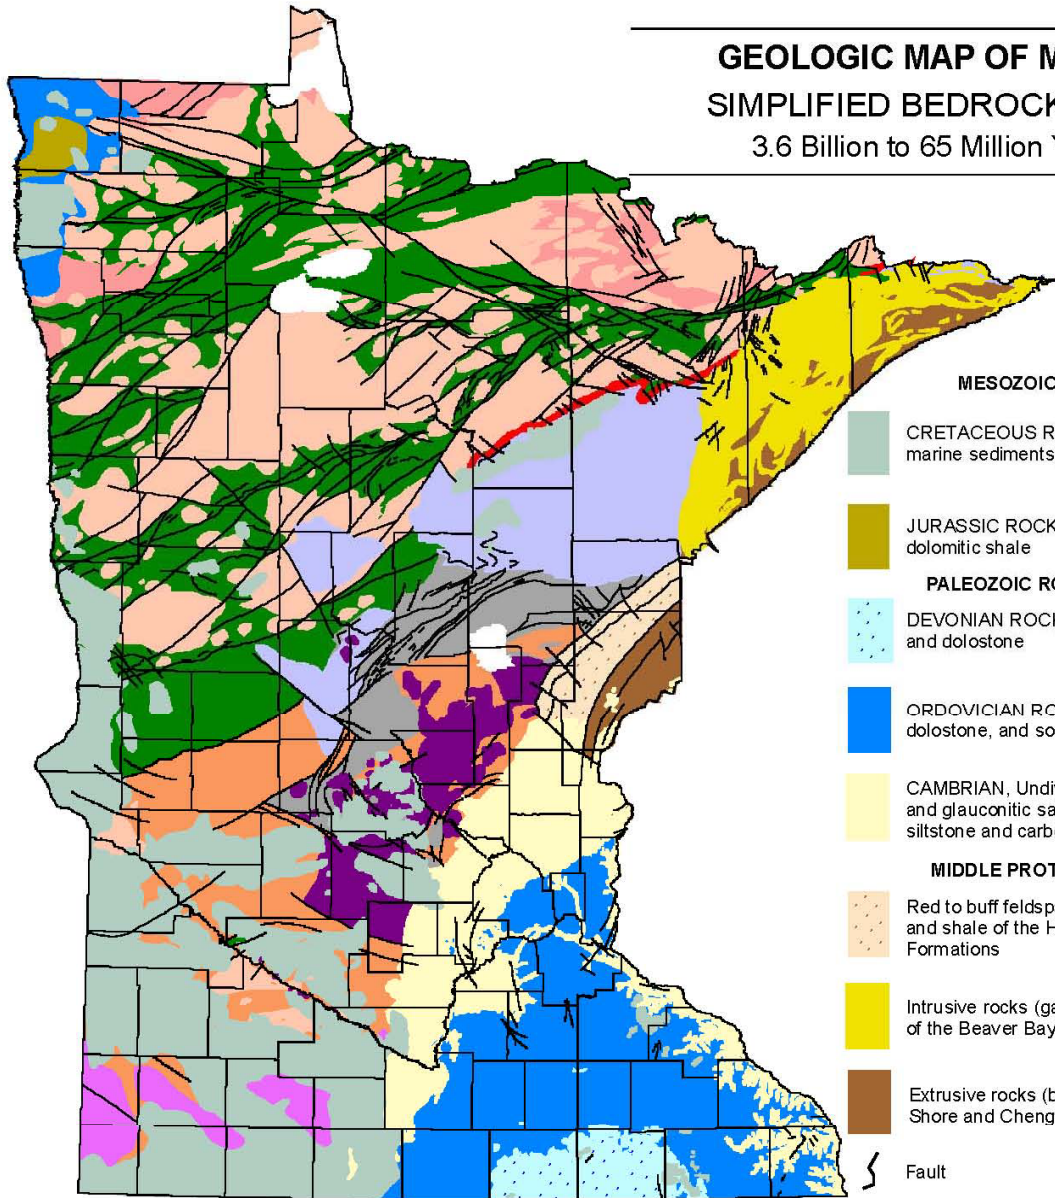 GEOLOGIC MAP OF M
SIMPLIFIED BEDROCK
3.6 Billion to 65 Million Y
MESOZOIC
CRETACEOUS R
marine sediments
JURASSIC ROCK
dolomitic shale
PALEOZOIC RO
DEVONIAN ROCK
and dolostone
ORDOVICIAN RO
dolostone, and so
CAMBRIAN, Undi
and glauconitic sa
siltstone and carb
MIDDLE PROT
Red to buff feldsp
and shale of the H
Formations
Intrusive rocks (ga
of the Beaver Bay
Extrusive rocks (b
Shore and Cheng
Fault